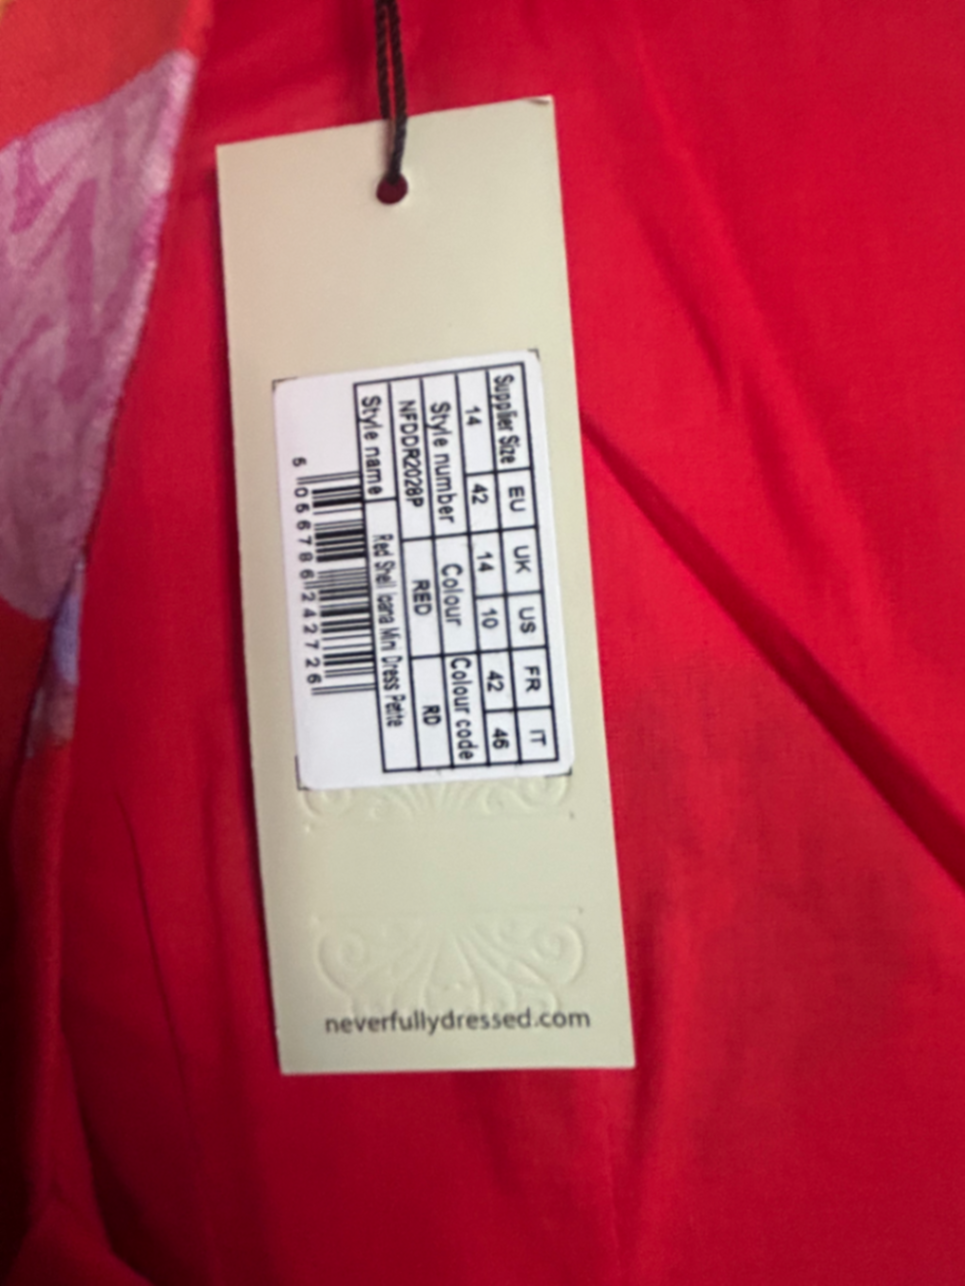 Supplier Size EU UK US FR IT
14 42 14 10 42 46
Style number Colour Colour code
NFDDR2028P RED RD
Style name Red Shell Ioana Mini Dress Petite
5 056786 242726
neverfullydressed.com